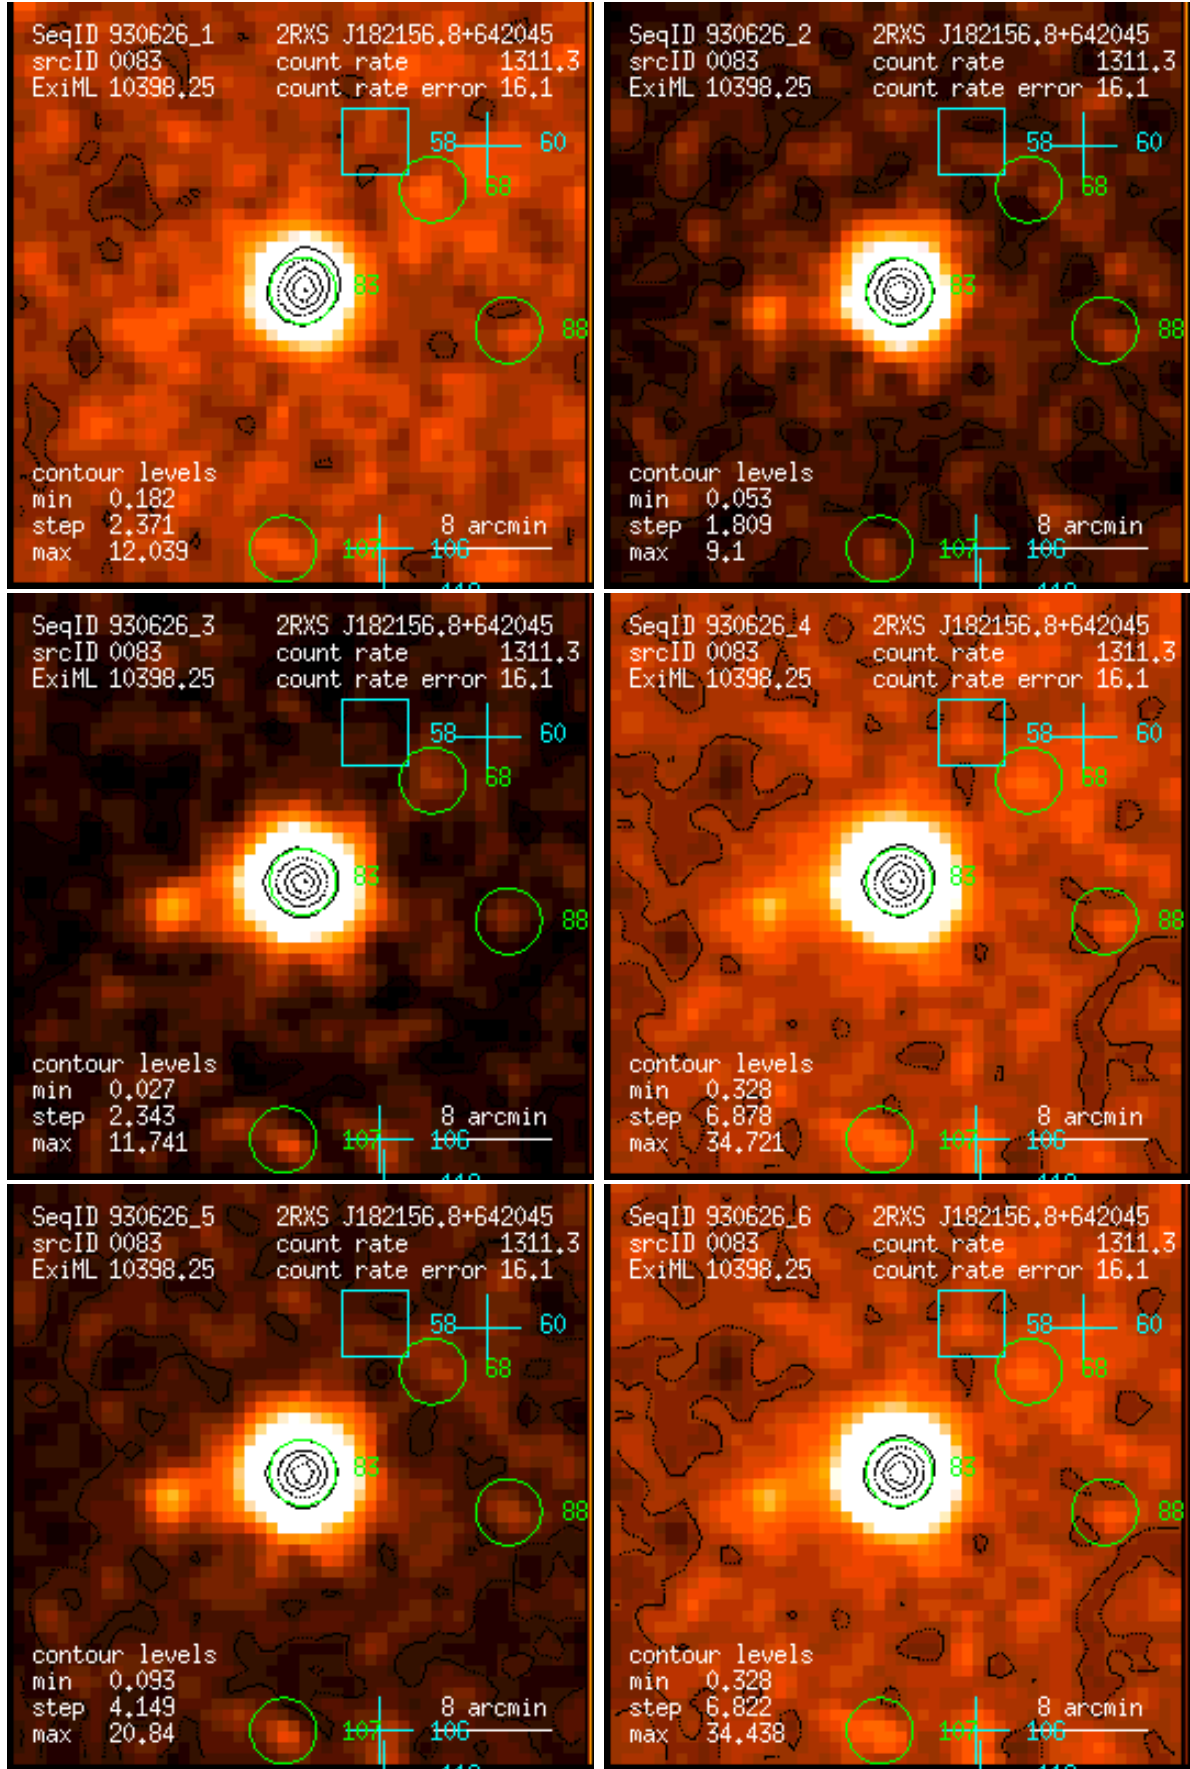 SeqID 930626_1 2RXS J182156.8+642045
srcID 0083 count rate 1311.3
ExiML 10398.25 count rate error 16.1
58 60
68
83
88
contour levels
min 0.182
step 2.371 8 arcmin
max 12.039 107 106
SeqID 930626_2 2RXS J182156.8+642045
srcID 0083 count rate 1311.3
ExiML 10398.25 count rate error 16.1
58 60
68
83
88
contour levels
min 0.053
step 1.809 8 arcmin
max 9.1 107 106
SeqID 930626_3 2RXS J182156.8+642045
srcID 0083 count rate 1311.3
ExiML 10398.25 count rate error 16.1
58 60
68
83
88
contour levels
min 0.027
step 2.343 8 arcmin
max 11.741 107 106
SeqID 930626_4 2RXS J182156.8+642045
srcID 0083 count rate 1311.3
ExiML 10398.25 count rate error 16.1
58 60
68
83
88
contour levels
min 0.328
step 6.878 8 arcmin
max 34.721 107 106
SeqID 930626_5 2RXS J182156.8+642045
srcID 0083 count rate 1311.3
ExiML 10398.25 count rate error 16.1
58 60
68
83
88
contour levels
min 0.093
step 4.149 8 arcmin
max 20.84 107 106
SeqID 930626_6 2RXS J182156.8+642045
srcID 0083 count rate 1311.3
ExiML 10398.25 count rate error 16.1
58 60
68
83
88
contour levels
min 0.328
step 6.822 8 arcmin
max 34.438 107 106